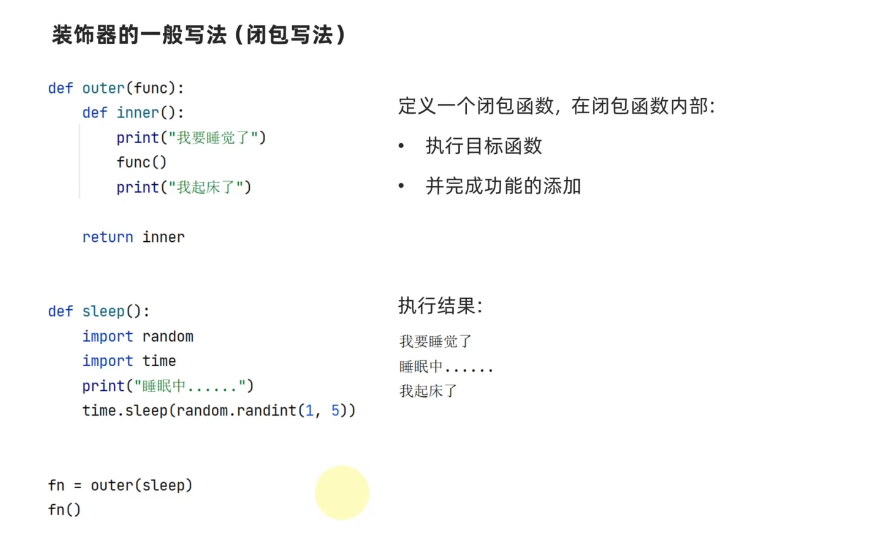 装饰器的一般写法（闭包写法）
def outer(func):
    def inner():
        print("我要睡觉了")
        func()
        print("我起床了")
    return inner
def sleep():
    import random
    import time
    print("睡眠中......")
    time.sleep(random.randint(1, 5))
fn = outer(sleep)
fn()
定义一个闭包函数，在闭包函数内部：
• 执行目标函数
• 并完成功能的添加
执行结果：
我要睡觉了
睡眠中......
我起床了